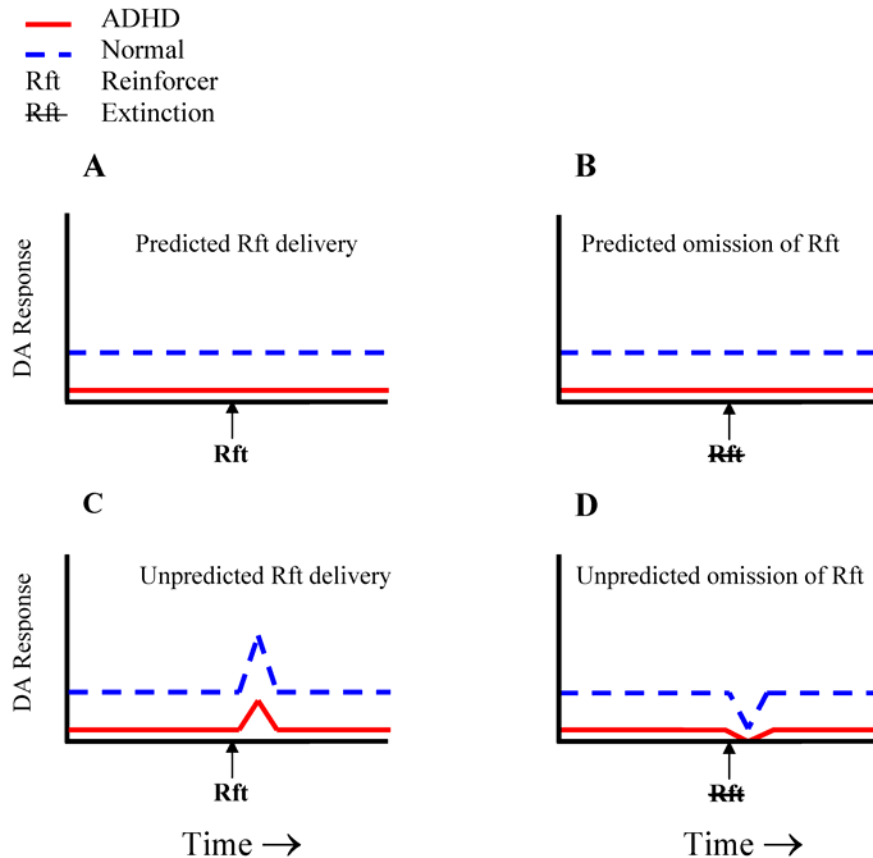 ADHD
Normal
Rft Reinforcer
Rft Extinction
A
B
Predicted Rft delivery
Predicted omission of Rft
DA Response
Rft
Rft
C
D
Unpredicted Rft delivery
Unpredicted omission of Rft
DA Response
Rft
Rft
Time →
Time →